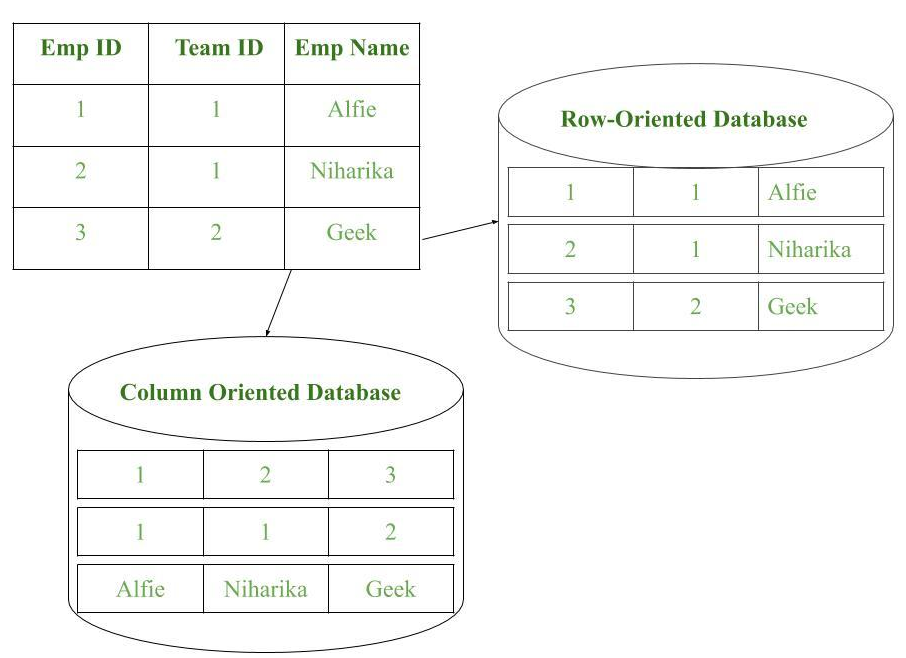 Emp ID Team ID Emp Name
1 1 Alfie
2 1 Niharika
3 2 Geek
Row-Oriented Database
1 1 Alfie
2 1 Niharika
3 2 Geek
Column Oriented Database
1 2 3
1 1 2
Alfie Niharika Geek